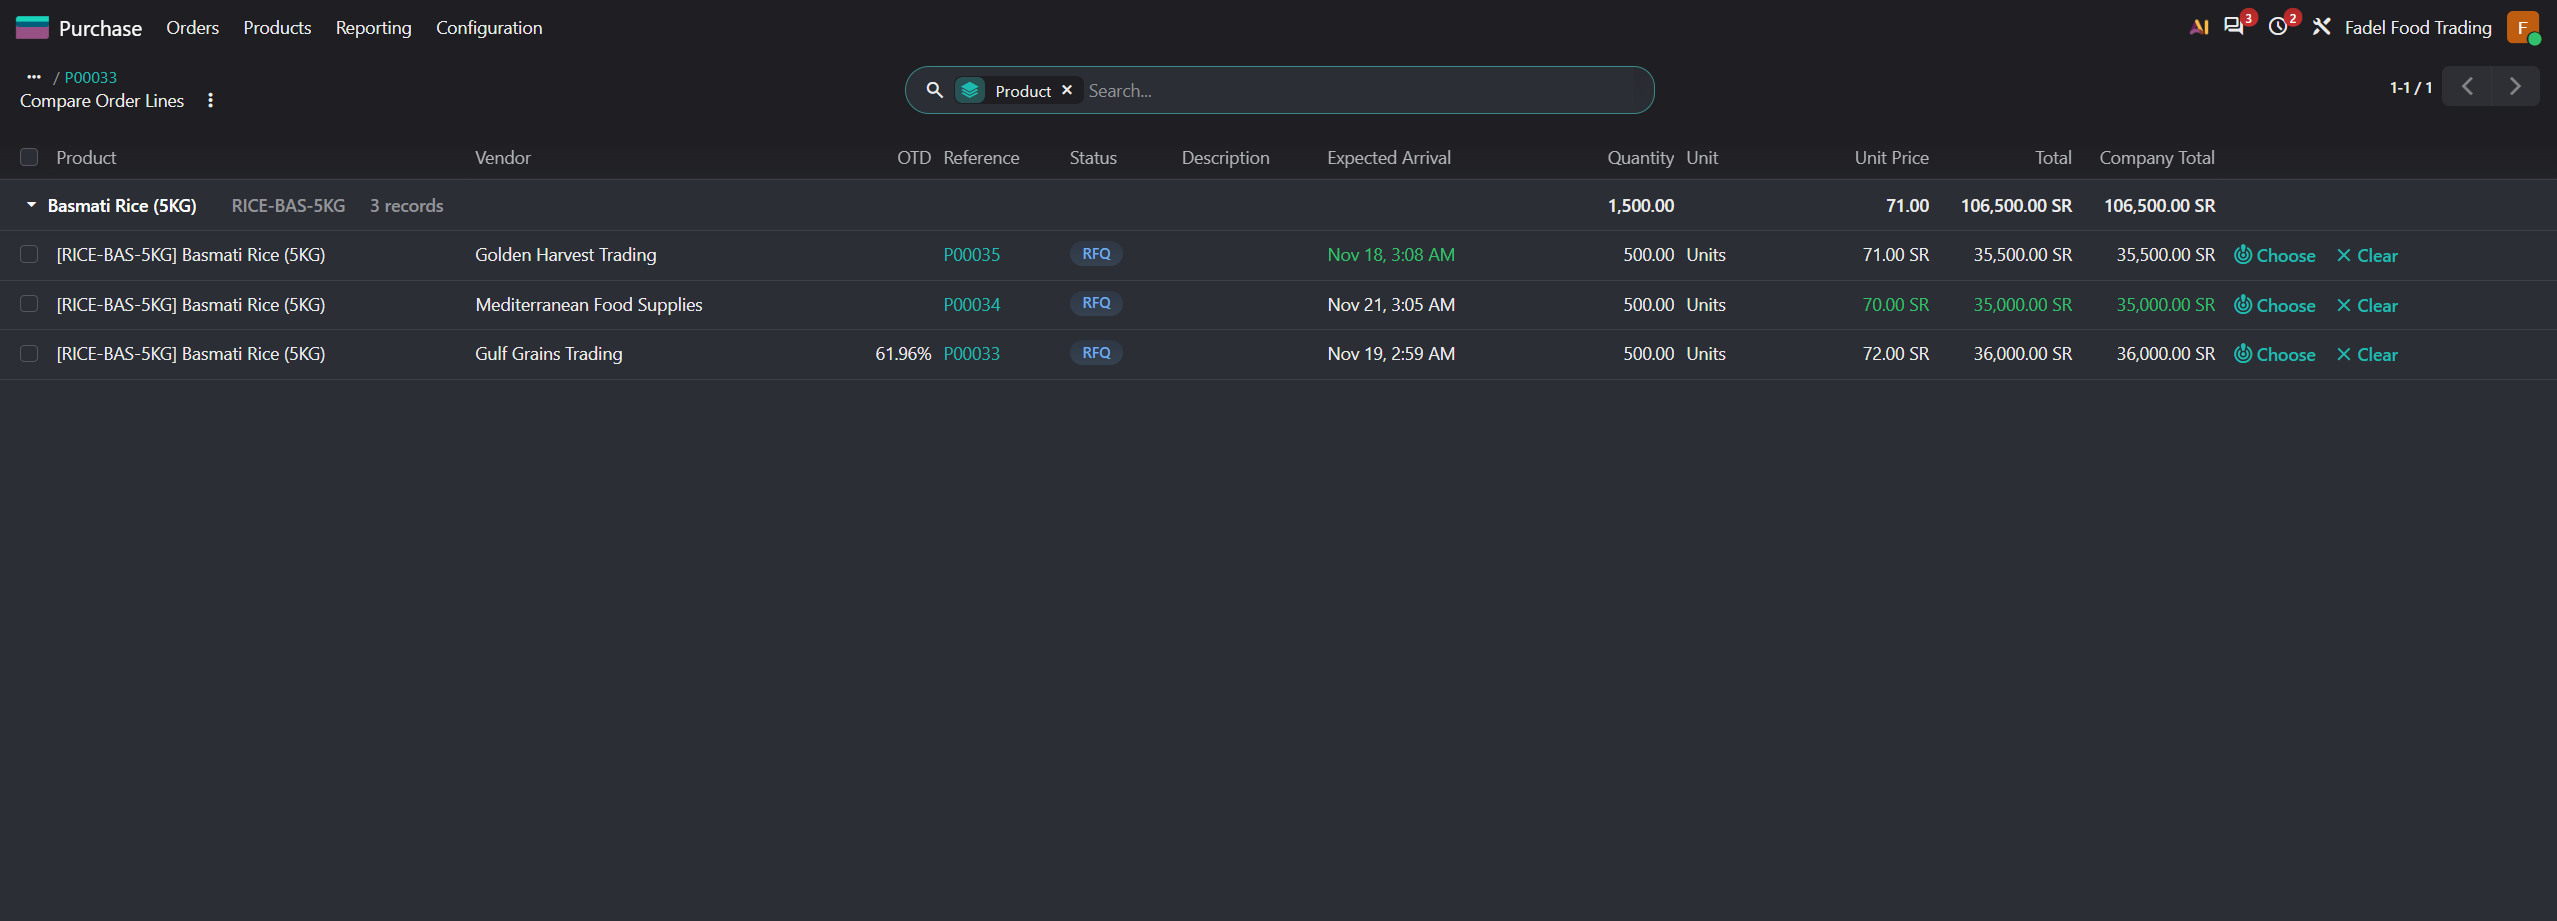 Purchase Orders Products Reporting Configuration AI 3 2 Fadel Food Trading F
... / P00033
Compare Order Lines
Product Search... 1-1 / 1
Product Vendor OTD Reference Status Description Expected Arrival Quantity Unit Unit Price Total Company Total
Basmati Rice (5KG) RICE-BAS-5KG 3 records 1,500.00 71.00 106,500.00 SR 106,500.00 SR
[RICE-BAS-5KG] Basmati Rice (5KG) Golden Harvest Trading P00035 RFQ Nov 18, 3:08 AM 500.00 Units 71.00 SR 35,500.00 SR 35,500.00 SR Choose Clear
[RICE-BAS-5KG] Basmati Rice (5KG) Mediterranean Food Supplies P00034 RFQ Nov 21, 3:05 AM 500.00 Units 70.00 SR 35,000.00 SR 35,000.00 SR Choose Clear
[RICE-BAS-5KG] Basmati Rice (5KG) Gulf Grains Trading 61.96% P00033 RFQ Nov 19, 2:59 AM 500.00 Units 72.00 SR 36,000.00 SR 36,000.00 SR Choose Clear